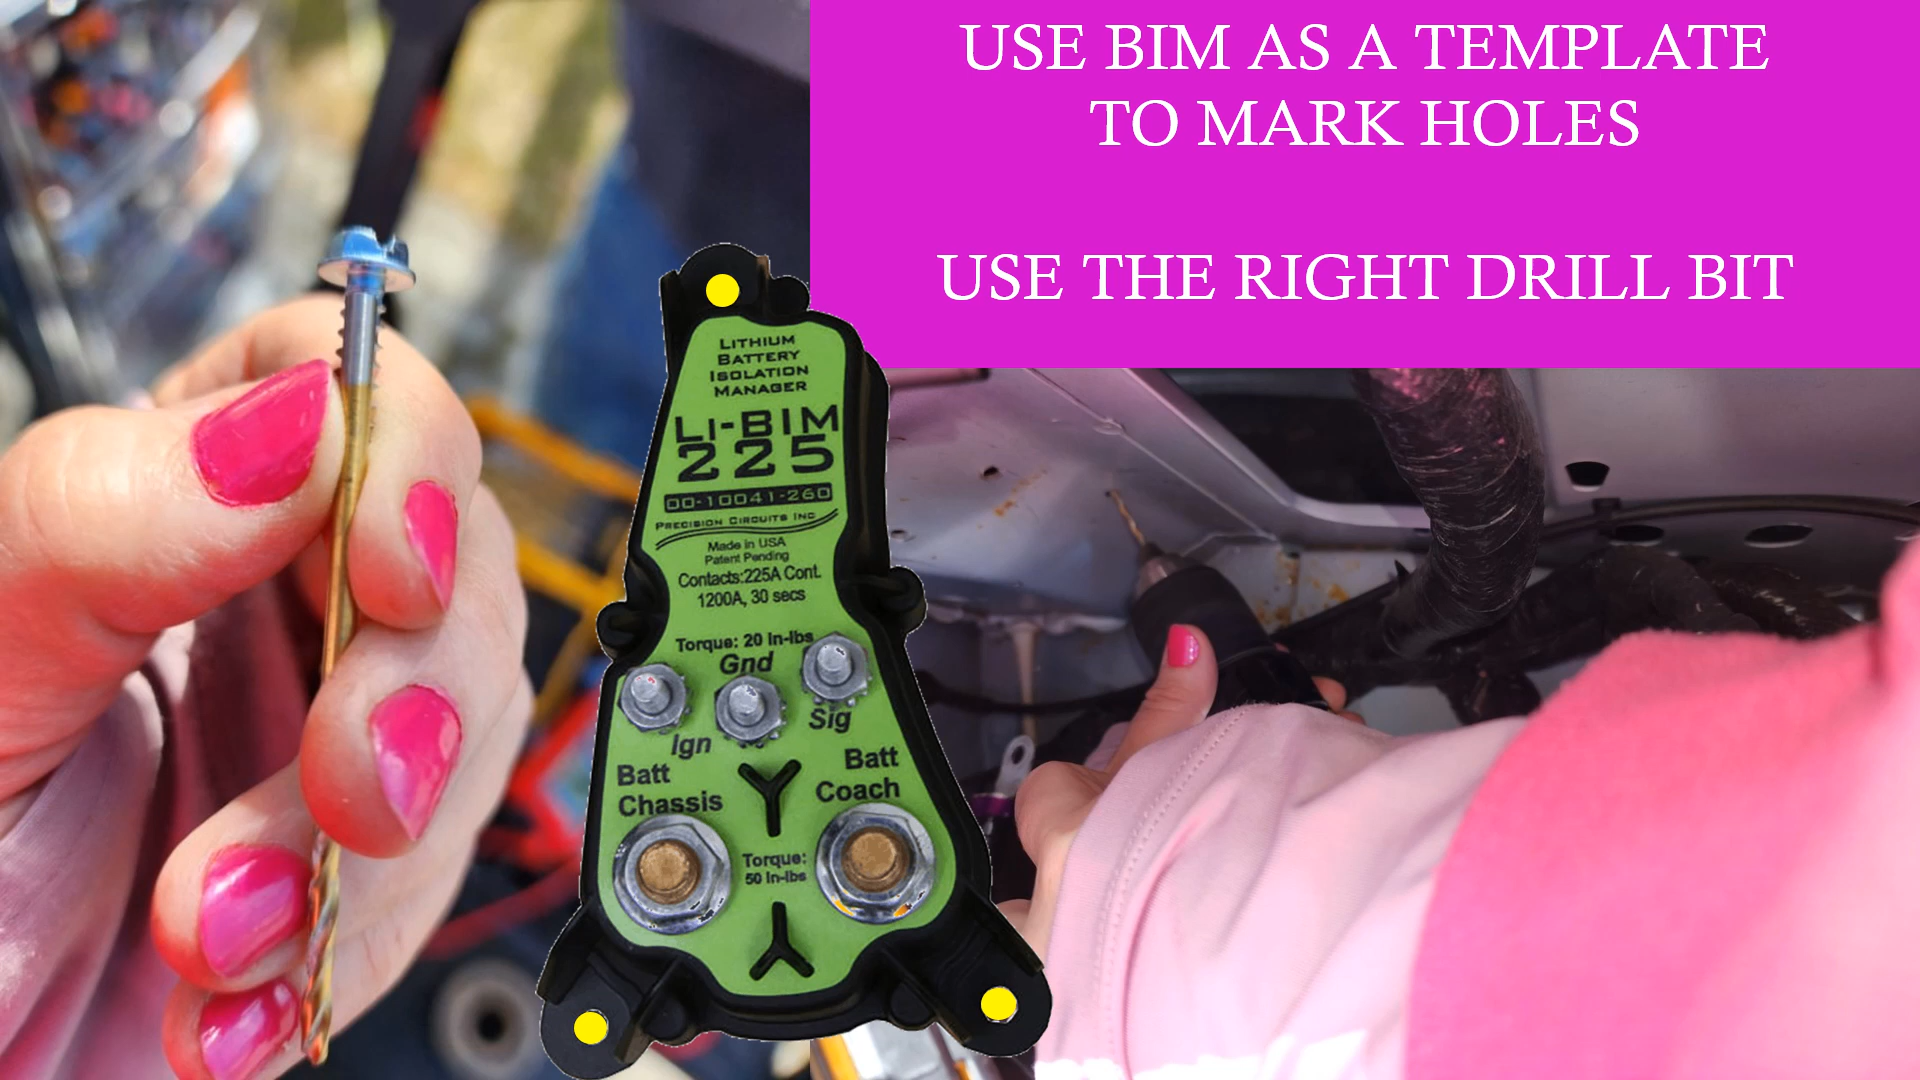 USE BIM AS A TEMPLATE
TO MARK HOLES
USE THE RIGHT DRILL BIT
LITHIUM
BATTERY
ISOLATION
MANAGER
LI-BIM
225
00-10041-260
PRECISION CIRCUITS INC
Made in USA
Patent Pending
Contacts:225A Cont.
1200A, 30 secs
Torque: 20 In-lbs
Gnd
Sig
Ign
Batt
Chassis
Batt
Coach
Torque:
50 In-lbs